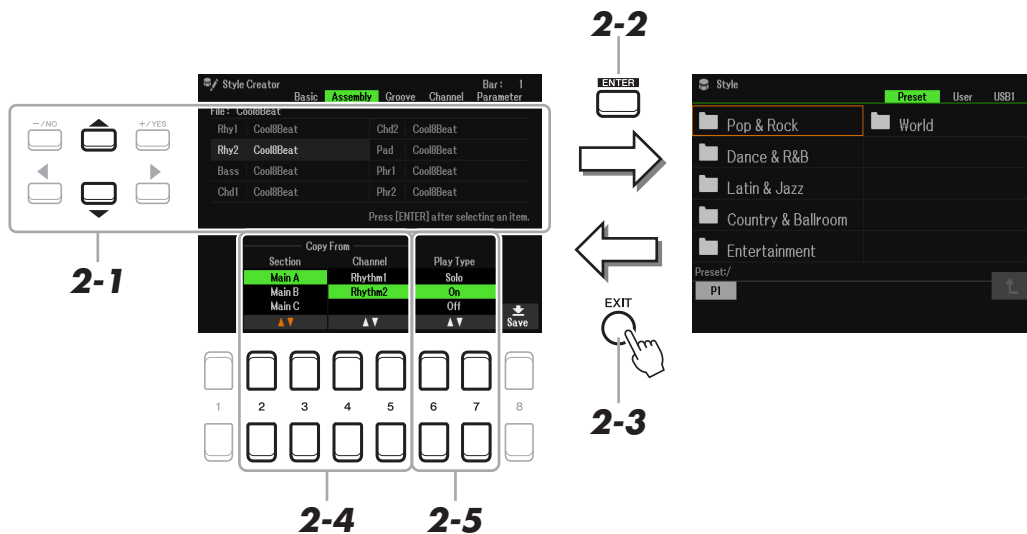 2-2
ENTER
Style Creator Bar: 1
Basic Assembly Groove Channel Parameter
File: Cool8Beat
Rhy1 Cool8Beat Chd2 Cool8Beat
Rhy2 Cool8Beat Pad Cool8Beat
Bass Cool8Beat Phr1 Cool8Beat
Chd1 Cool8Beat Phr2 Cool8Beat
Press [ENTER] after selecting an item.
-/NO +/YES
2-1
Copy From
Section Channel Play Type
Main A Rhythm1 Solo
Main B Rhythm2 On
Main C Off
Save
1 2 3 4 5 6 7 8
2-4 2-5
EXIT
2-3
Style
Preset User USB1
Pop & Rock World
Dance & R&B
Latin & Jazz
Country & Ballroom
Entertainment
Preset:/
P1